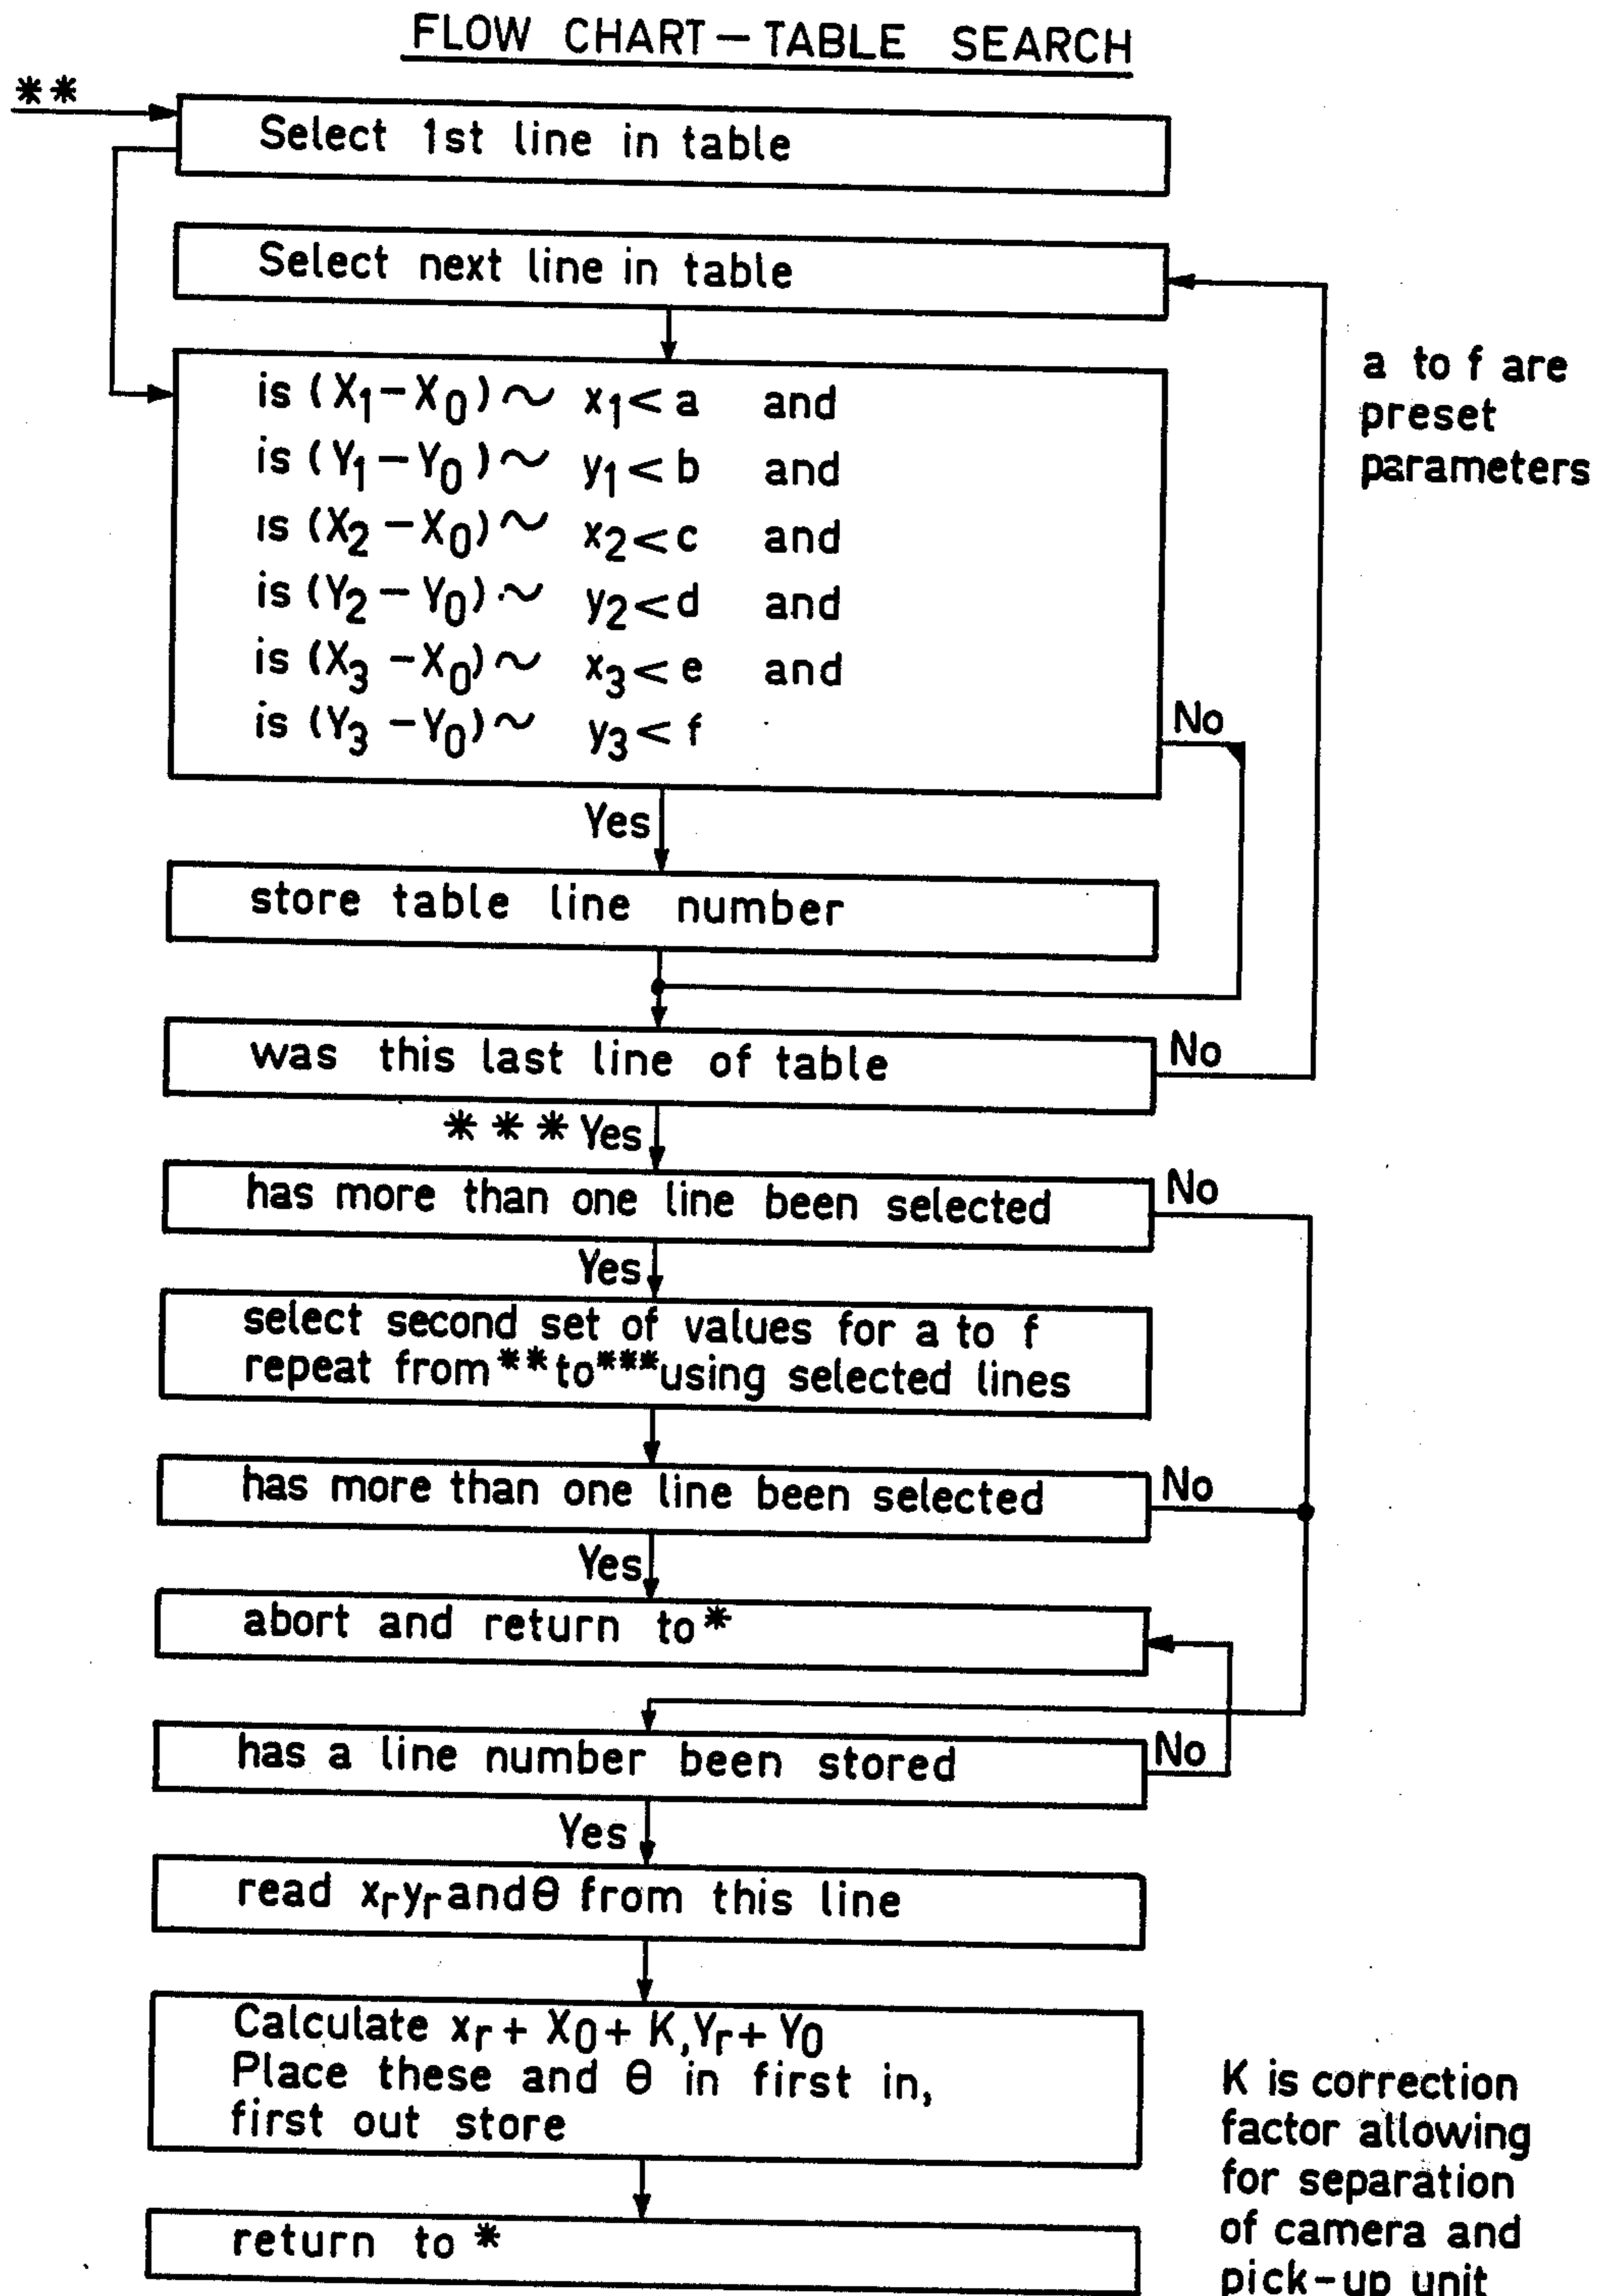 FLOW CHART — TABLE SEARCH
**
Select 1st line in table
Select next line in table
is (X₁−X₀) ~ x₁ < a and
is (Y₁−Y₀) ~ y₁ < b and
is (X₂−X₀) ~ x₂ < c and
is (Y₂−Y₀) ~ y₂ < d and
is (X₃−X₀) ~ x₃ < e and
is (Y₃−Y₀) ~ y₃ < f
a to f are
preset
parameters
No
Yes
store table line number
was this last line of table
No
*** Yes
has more than one line been selected
No
Yes
select second set of values for a to f
repeat from ** to *** using selected lines
has more than one line been selected
No
Yes
abort and return to *
has a line number been stored
No
Yes
read xᵣ yᵣ and θ from this line
Calculate xᵣ + X₀ + K, Yᵣ + Y₀
Place these and θ in first in,
first out store
K is correction
factor allowing
for separation
of camera and
pick-up unit
return to *